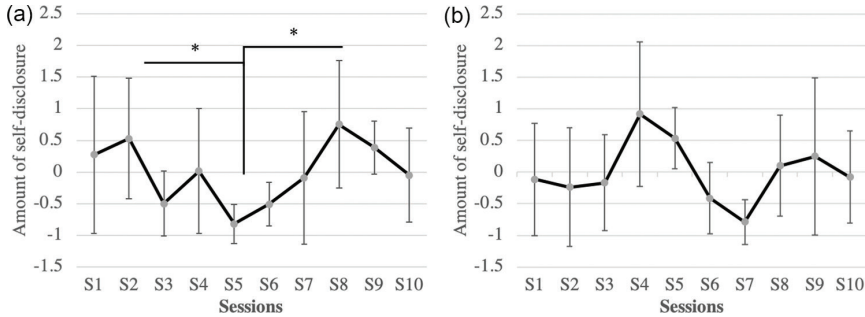 (a)
Amount of self-disclosure
2.5
2
1.5
1
0.5
0
-0.5
-1
-1.5
* *
S1 S2 S3 S4 S5 S6 S7 S8 S9 S10
Sessions
(b)
Amount of self-disclosure
2.5
2
1.5
1
0.5
0
-0.5
-1
-1.5
S1 S2 S3 S4 S5 S6 S7 S8 S9 S10
Sessions